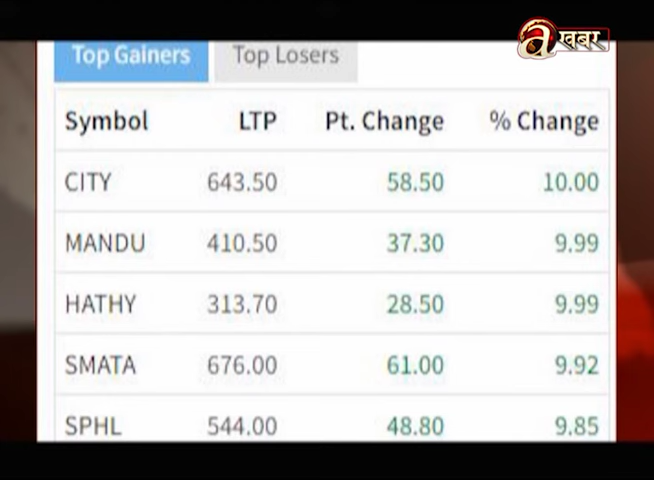 a खबर
Top Gainers Top Losers
Symbol LTP Pt. Change % Change
CITY 643.50 58.50 10.00
MANDU 410.50 37.30 9.99
HATHY 313.70 28.50 9.99
SMATA 676.00 61.00 9.92
SPHL 544.00 48.80 9.85